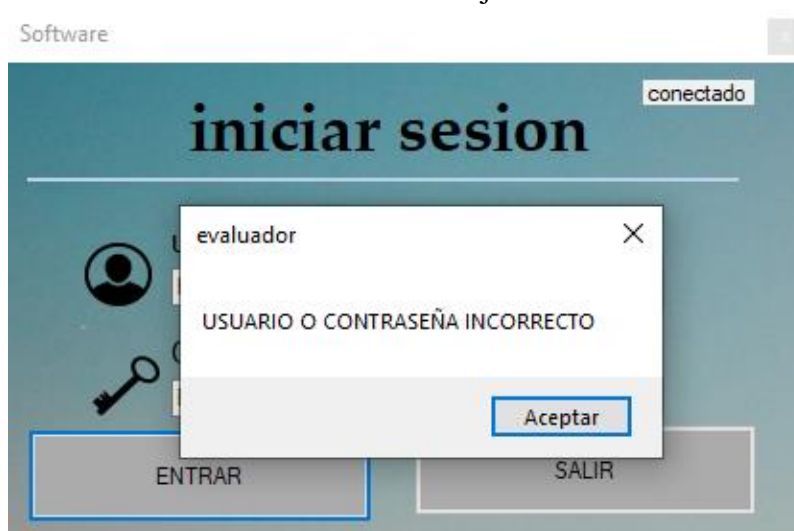 Software
conectado
iniciar sesion
evaluador
USUARIO O CONTRASEÑA INCORRECTO
Aceptar
ENTRAR
SALIR